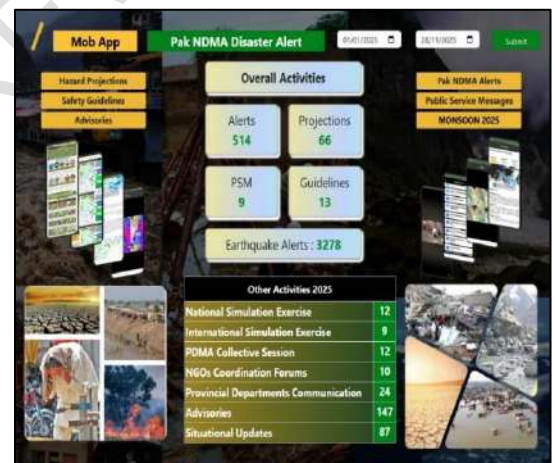 Mob App
Pak NDMA Disaster Alert
01/01/2025
28/11/2025
Submit
Hazard Projections
Safety Guidelines
Advisories
Overall Activities
Pak NDMA Alerts
Public Service Messages
MONSOON 2025
Alerts
514
Projections
66
PSM
9
Guidelines
13
Earthquake Alerts : 3278
Other Activities 2025
National Simulation Exercise 12
International Simulation Exercise 9
PDMA Collective Session 12
NGOs Coordination Forums 10
Provincial Departments Communication 24
Advisories 147
Situational Updates 87